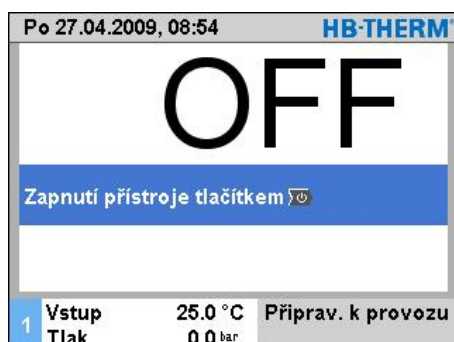 Po 27.04.2009, 08:54 HB-THERM
OFF
Zapnutí přístroje tlačítkem
1 Vstup 25.0 °C Připrav. k provozu
Tlak 0.0 bar